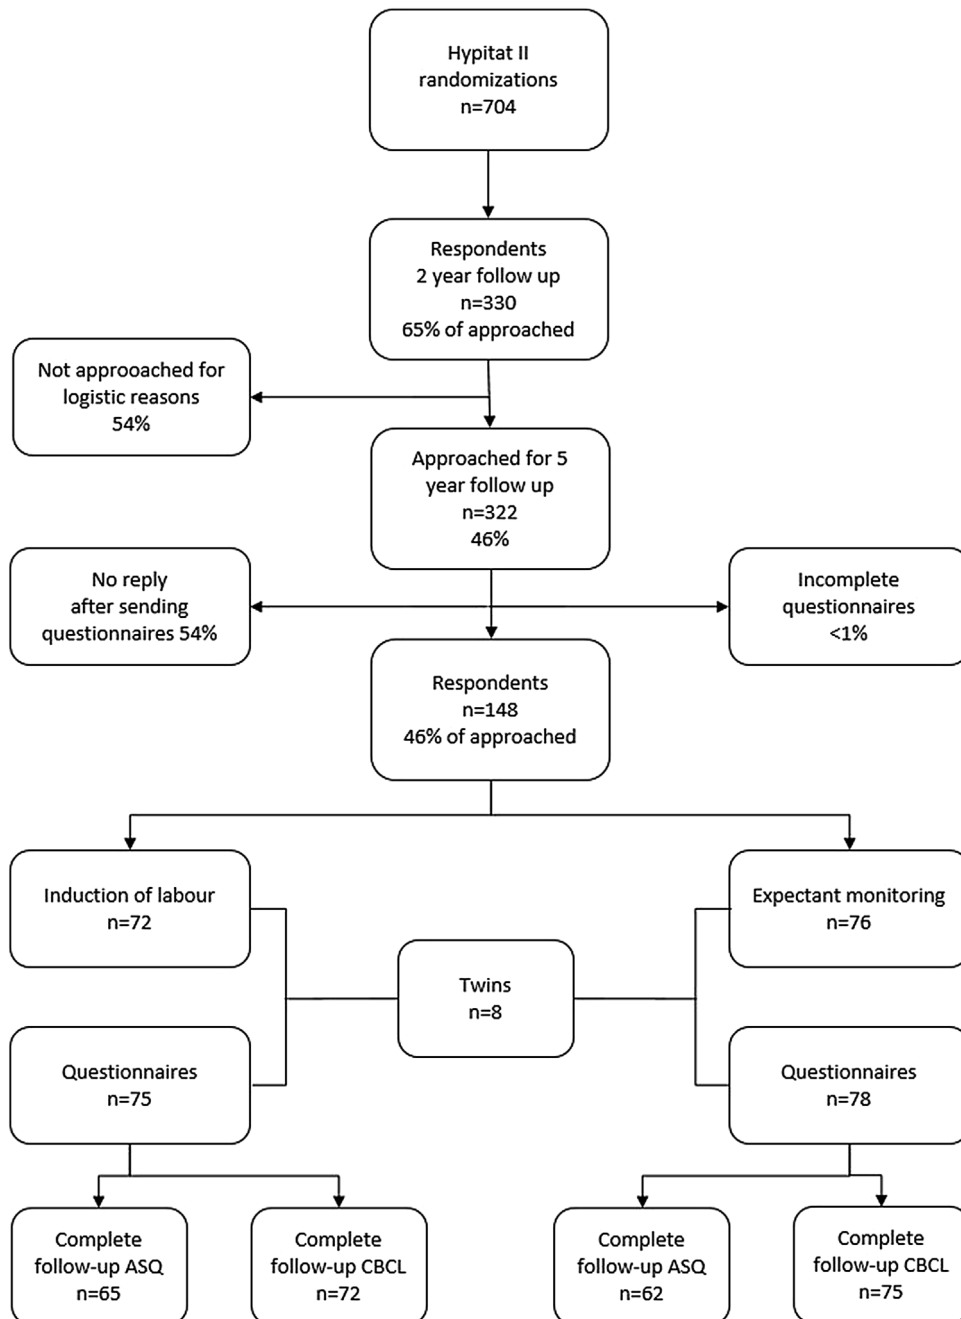 Hypitat II
randomizations
n=704
Respondents
2 year follow up
n=330
65% of approached
Not approoached for
logistic reasons
54%
Approached for 5
year follow up
n=322
46%
No reply
after sending
questionnaires 54%
Incomplete
questionnaires
<1%
Respondents
n=148
46% of approached
Induction of labour
n=72
Expectant monitoring
n=76
Twins
n=8
Questionnaires
n=75
Questionnaires
n=78
Complete
follow-up ASQ
n=65
Complete
follow-up CBCL
n=72
Complete
follow-up ASQ
n=62
Complete
follow-up CBCL
n=75